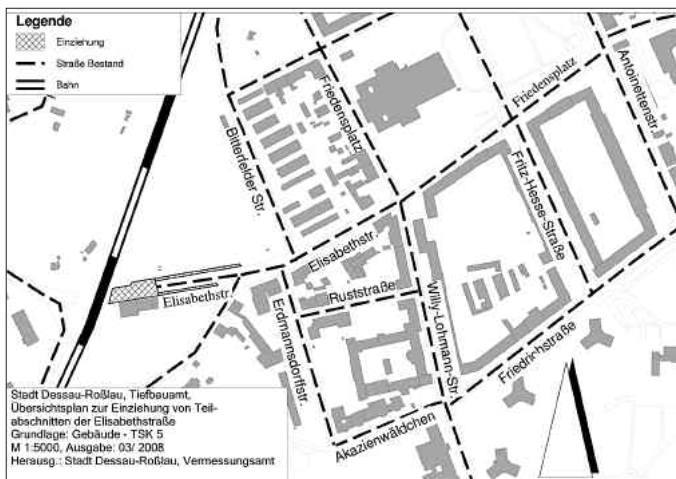 Legende
Einziehung
Straße Bestand
Bahn
Friedensplatz
Antoinettenstr.
Friedensplatz
Bitterfelder Str.
Fritz-Hesse-Straße
Elisabethstr.
Elisabethstr.
Ruststraße
Erdmannsdorffstr.
Willy-Lohmann-Str
Friedrichstraße
Akazienwäldchen
Stadt Dessau-Roßlau, Tiefbauamt,
Übersichtsplan zur Einziehung von Teil-
abschnitten der Elisabethstraße
Grundlage: Gebäude - TSK 5
M 1:5000, Ausgabe: 03/ 2008
Herausg.: Stadt Dessau-Roßlau, Vermessungsamt